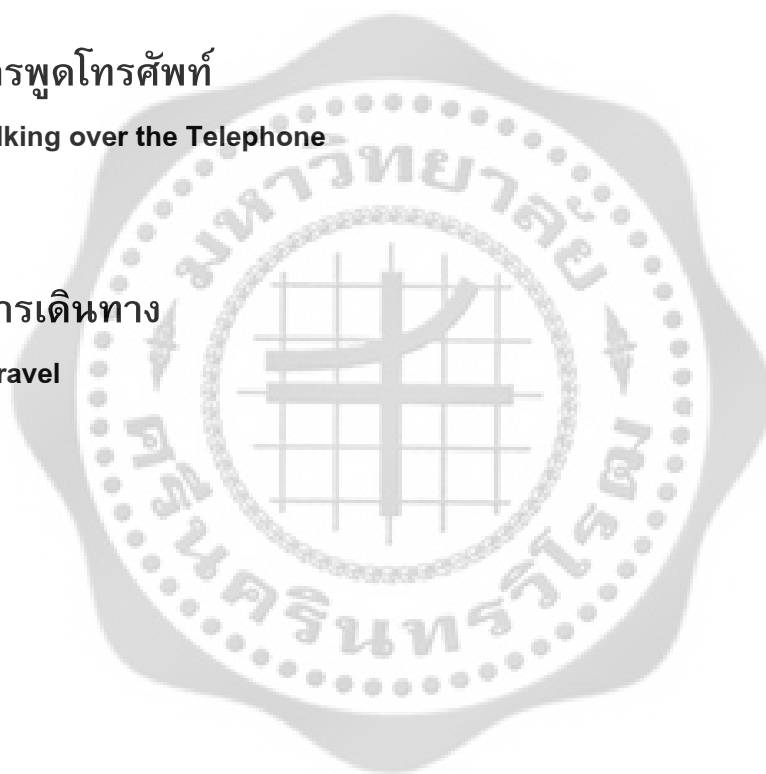 รพูดโทรศัพท์
lking over the Telephone
มหาวิทยาลัย
ารเดินทาง
ravel
ศรีนครินทรวิโรฒ